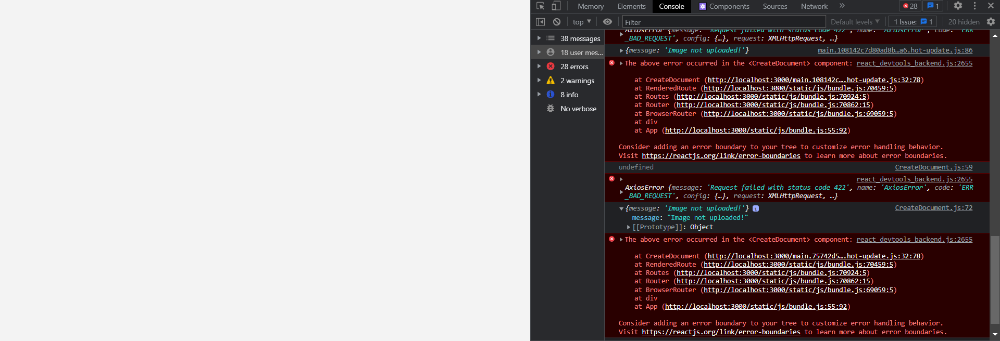 Memory Elements Console Components Sources Network » 28 1
top Filter Default levels 1 Issue: 1 20 hidden
38 messages
18 user mes...
28 errors
2 warnings
8 info
No verbose
AxiosError {message: 'Request failed with status code 422', name: 'AxiosError', code: 'ERR
_BAD_REQUEST', config: {…}, request: XMLHttpRequest, …}
{message: 'Image not uploaded!'} main.108142c7d80ad8b…a6.hot-update.js:86
The above error occurred in the <CreateDocument> component: react_devtools_backend.js:2655
at CreateDocument (http://localhost:3000/main.108142c….hot-update.js:32:78)
at RenderedRoute (http://localhost:3000/static/js/bundle.js:70459:5)
at Routes (http://localhost:3000/static/js/bundle.js:70924:5)
at Router (http://localhost:3000/static/js/bundle.js:70862:15)
at BrowserRouter (http://localhost:3000/static/js/bundle.js:69059:5)
at div
at App (http://localhost:3000/static/js/bundle.js:55:92)
Consider adding an error boundary to your tree to customize error handling behavior.
Visit https://reactjs.org/link/error-boundaries to learn more about error boundaries.
undefined CreateDocument.js:59
react_devtools_backend.js:2655
AxiosError {message: 'Request failed with status code 422', name: 'AxiosError', code: 'ERR
_BAD_REQUEST', config: {…}, request: XMLHttpRequest, …}
{message: 'Image not uploaded!'} i CreateDocument.js:72
message: "Image not uploaded!"
[[Prototype]]: Object
The above error occurred in the <CreateDocument> component: react_devtools_backend.js:2655
at CreateDocument (http://localhost:3000/main.75742d5….hot-update.js:32:78)
at RenderedRoute (http://localhost:3000/static/js/bundle.js:70459:5)
at Routes (http://localhost:3000/static/js/bundle.js:70924:5)
at Router (http://localhost:3000/static/js/bundle.js:70862:15)
at BrowserRouter (http://localhost:3000/static/js/bundle.js:69059:5)
at div
at App (http://localhost:3000/static/js/bundle.js:55:92)
Consider adding an error boundary to your tree to customize error handling behavior.
Visit https://reactjs.org/link/error-boundaries to learn more about error boundaries.